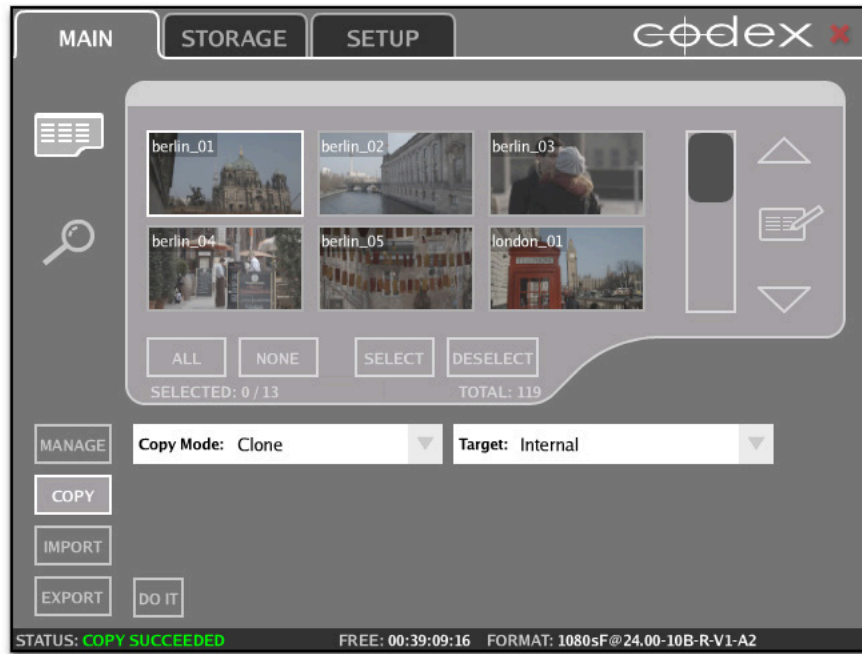 MAIN STORAGE SETUP codex
berlin_01 berlin_02 berlin_03
berlin_04 berlin_05 london_01
TELEPHONE
ALL NONE SELECT DESELECT
SELECTED: 0 / 13 TOTAL: 119
MANAGE Copy Mode: Clone Target: Internal
COPY
IMPORT
EXPORT DO IT
STATUS: COPY SUCCEEDED FREE: 00:39:09:16 FORMAT: 1080sF@24.00-10B-R-V1-A2